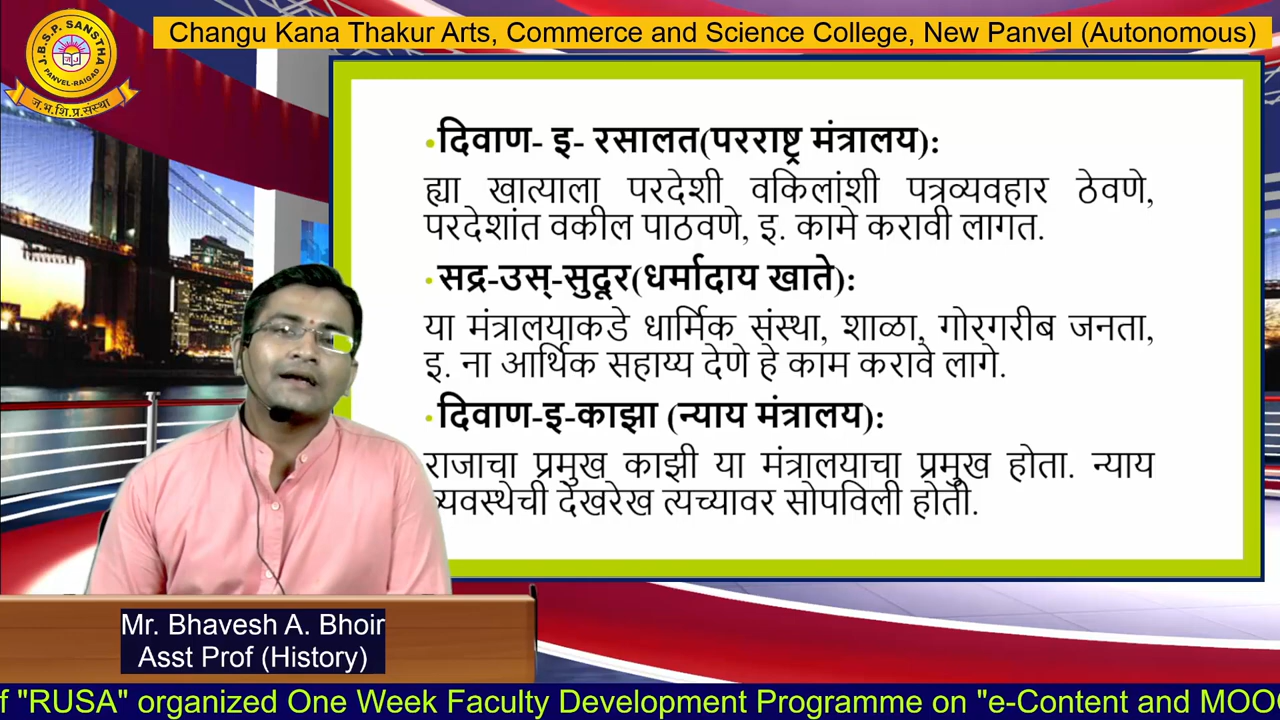 J.B.S.P. SANSTHA
PANVEL-RAIGAD
ज.भ.शि.प्र.संस्था
Changu Kana Thakur Arts, Commerce and Science College, New Panvel (Autonomous)
•दिवाण- इ- रसालत(परराष्ट्र मंत्रालय):
ह्या खात्याला परदेशी वकिलांशी पत्रव्यवहार ठेवणे,
परदेशांत वकील पाठवणे, इ. कामे करावी लागत.
•सद्र-उस्-सुदूर(धर्मादाय खाते):
या मंत्रालयाकडे धार्मिक संस्था, शाळा, गोरगरीब जनता,
इ. ना आर्थिक सहाय्य देणे हे काम करावे लागे.
•दिवाण-इ-काझा (न्याय मंत्रालय):
राजाचा प्रमुख काझी या मंत्रालयाचा प्रमुख होता. न्याय
व्यवस्थेची देखरेख त्यच्यावर सोपविली होती.
Mr. Bhavesh A. Bhoir
Asst Prof (History)
f "RUSA" organized One Week Faculty Development Programme on "e-Content and MOO